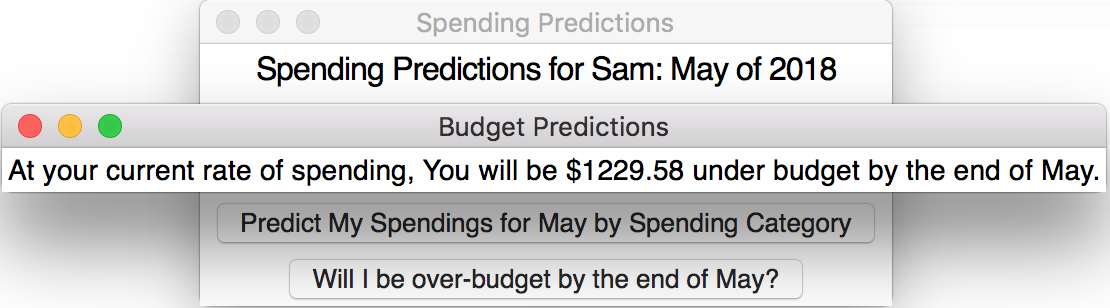 Spending Predictions
Spending Predictions for Sam: May of 2018
Budget Predictions
At your current rate of spending, You will be $1229.58 under budget by the end of May.
Predict My Spendings for May by Spending Category
Will I be over-budget by the end of May?